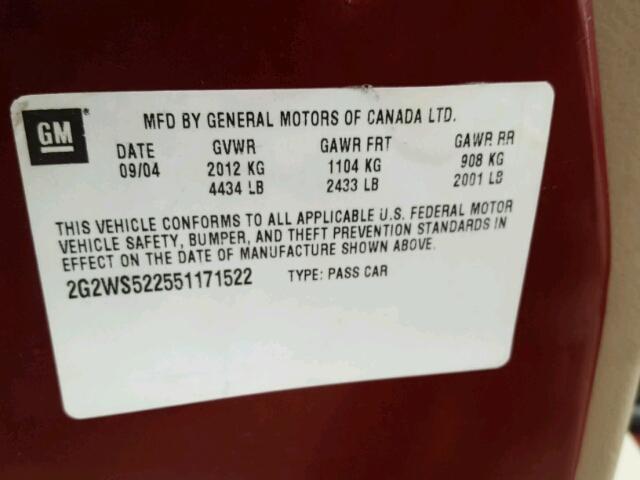 GM
MFD BY GENERAL MOTORS OF CANADA LTD.
DATE GVWR GAWR FRT GAWR RR
09/04 2012 KG 1104 KG 908 KG
4434 LB 2433 LB 2001 LB
THIS VEHICLE CONFORMS TO ALL APPLICABLE U.S. FEDERAL MOTOR
VEHICLE SAFETY, BUMPER, AND THEFT PREVENTION STANDARDS IN
EFFECT ON THE DATE OF MANUFACTURE SHOWN ABOVE.
2G2WS522551171522 TYPE: PASS CAR